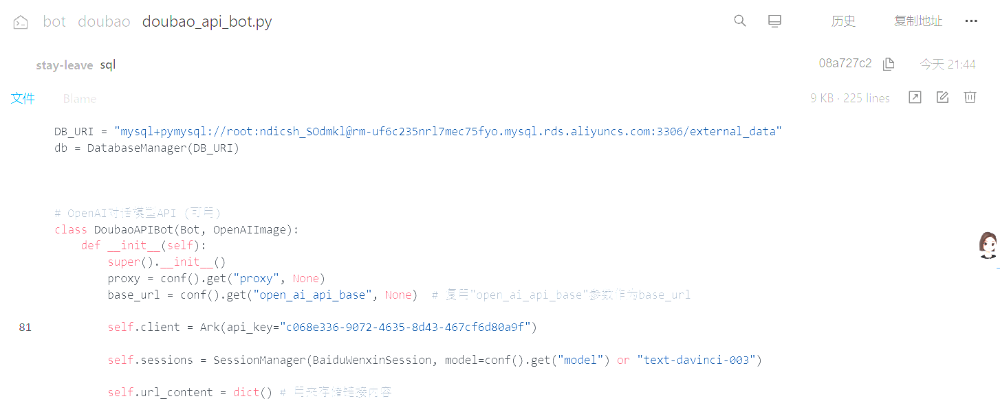 bot doubao doubao_api_bot.py 历史 复制地址 ...
stay-leave sql 08a727c2 今天 21:44
文件 Blame 9 KB · 225 lines
DB_URI = "mysql+pymysql://root:ndicsh_SOdmkl@rm-uf6c235nrl7mec75fyo.mysql.rds.aliyuncs.com:3306/external_data"
db = DatabaseManager(DB_URI)
# OpenAI对话模型API (可用)
class DoubaoAPIBot(Bot, OpenAIImage):
def __init__(self):
super().__init__()
proxy = conf().get("proxy", None)
base_url = conf().get("open_ai_api_base", None) # 复用"open_ai_api_base"参数作为base_url
81 self.client = Ark(api_key="c068e336-9072-4635-8d43-467cf6d80a9f")
self.sessions = SessionManager(BaiduWenxinSession, model=conf().get("model") or "text-davinci-003")
self.url_content = dict() # 用来存储链接内容